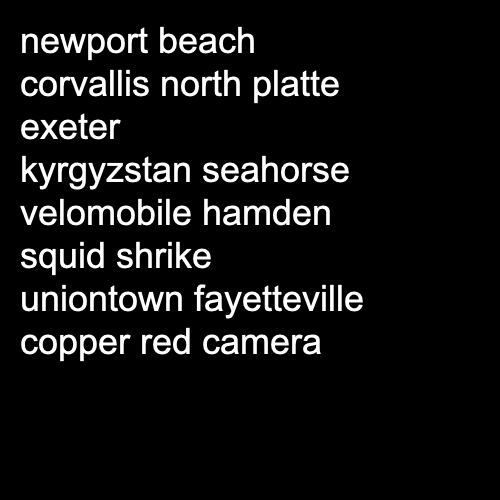 newport beach
corvallis north platte
exeter
kyrgyzstan seahorse
velomobile hamden
squid shrike
uniontown fayetteville
copper red camera